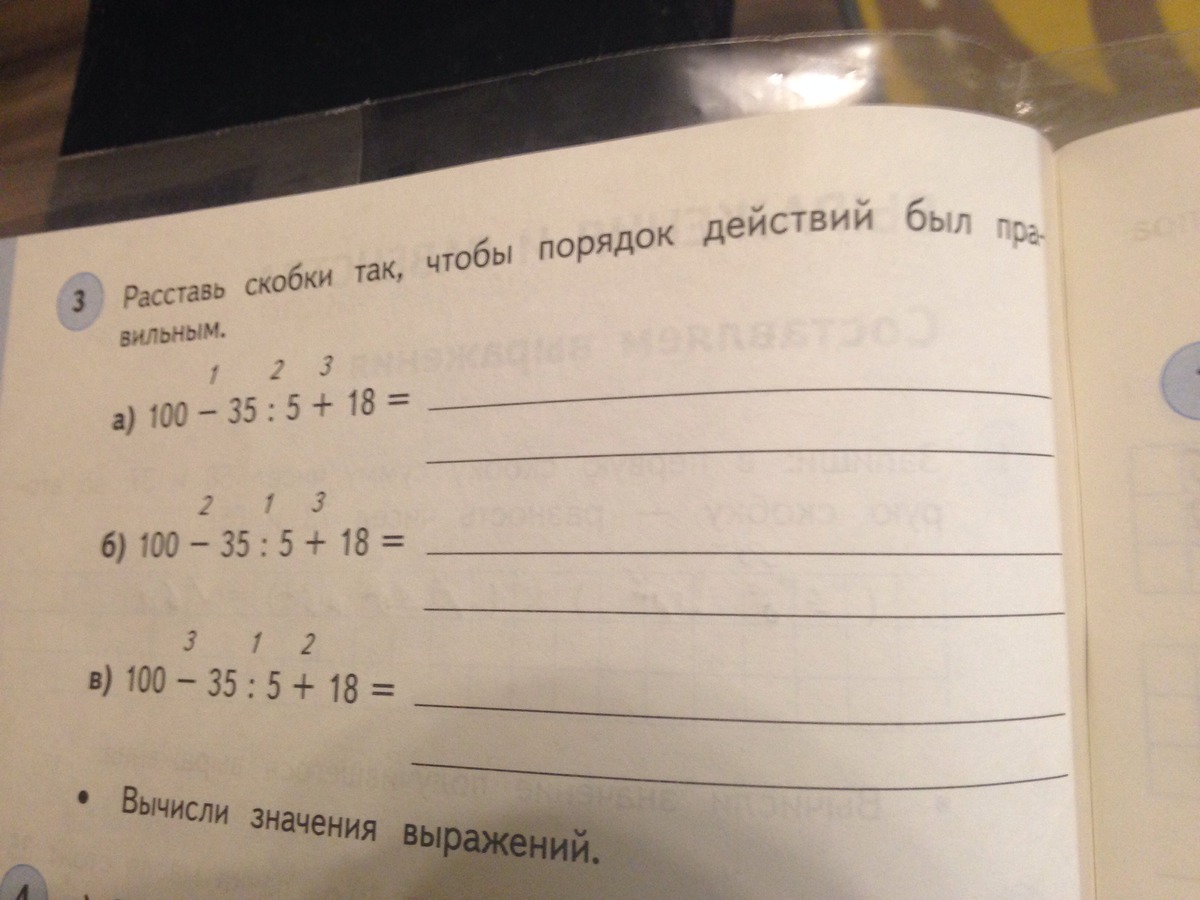 3 Расставь скобки так, чтобы порядок действий был пра-
вильным.
1 2 3
а) 100 − 35 : 5 + 18 =
2 1 3
б) 100 − 35 : 5 + 18 =
3 1 2
в) 100 − 35 : 5 + 18 =
• Вычисли значения выражений.
4